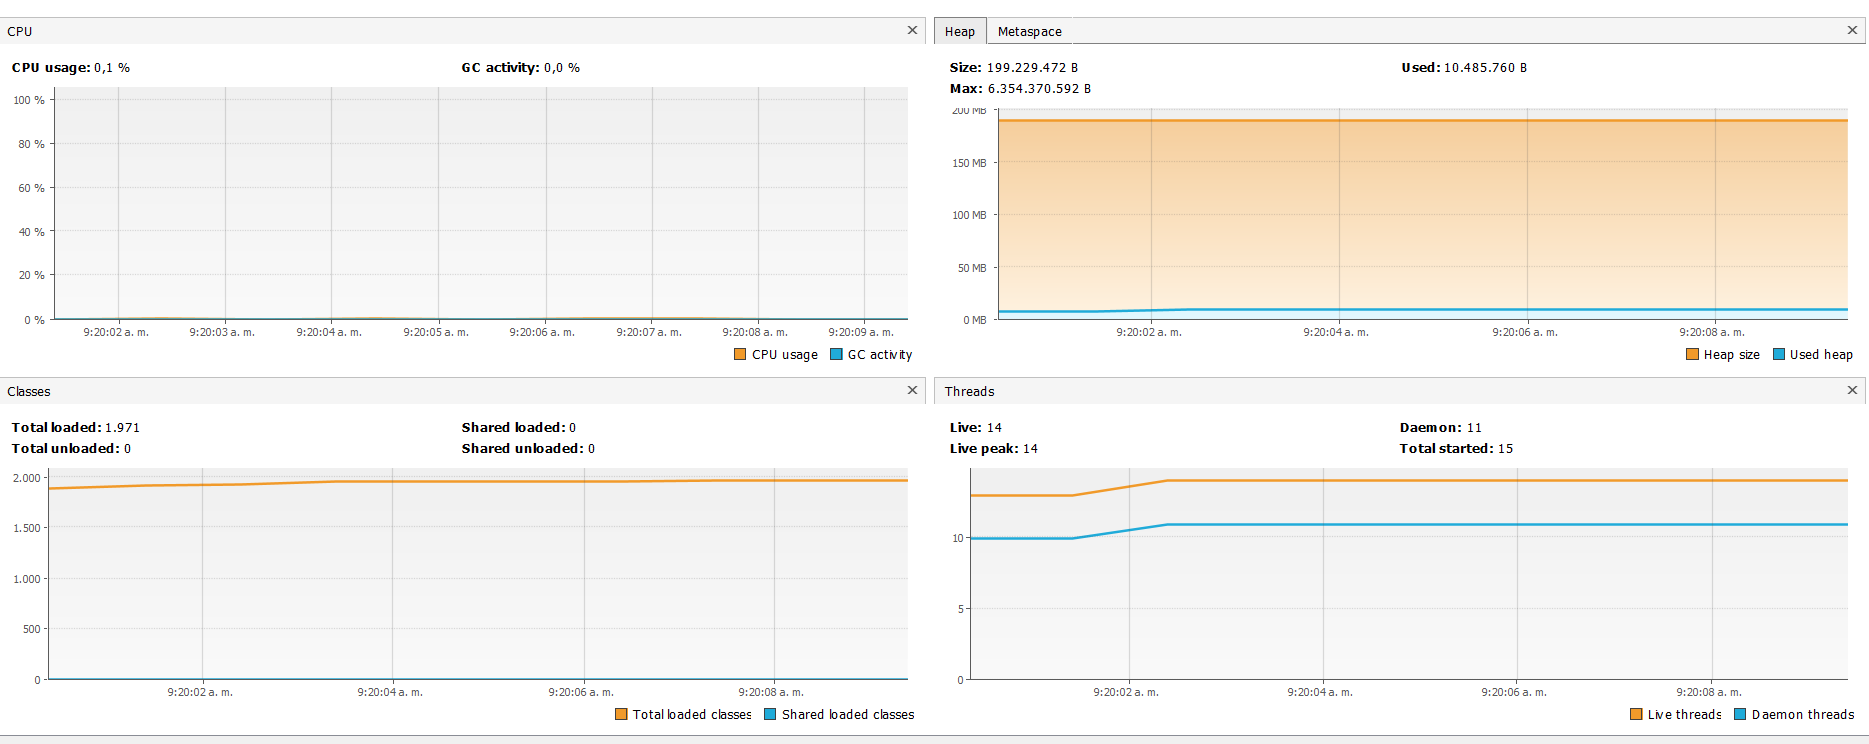 CPU
CPU usage: 0,1 %
GC activity: 0,0 %
100 %
80 %
60 %
40 %
20 %
0 %
9:20:02 a. m. 9:20:03 a. m. 9:20:04 a. m. 9:20:05 a. m. 9:20:06 a. m. 9:20:07 a. m. 9:20:08 a. m. 9:20:09 a. m.
CPU usage GC activity
Heap Metaspace
Size: 199.229.472 B
Used: 10.485.760 B
Max: 6.354.370.592 B
200 MB
150 MB
100 MB
50 MB
0 MB
9:20:02 a. m. 9:20:04 a. m. 9:20:06 a. m. 9:20:08 a. m.
Heap size Used heap
Classes
Total loaded: 1.971
Shared loaded: 0
Total unloaded: 0
Shared unloaded: 0
2.000
1.500
1.000
500
0
9:20:02 a. m. 9:20:04 a. m. 9:20:06 a. m. 9:20:08 a. m.
Total loaded classes Shared loaded classes
Threads
Live: 14
Daemon: 11
Live peak: 14
Total started: 15
10
5
0
9:20:02 a. m. 9:20:04 a. m. 9:20:06 a. m. 9:20:08 a. m.
Live threads Daemon threads